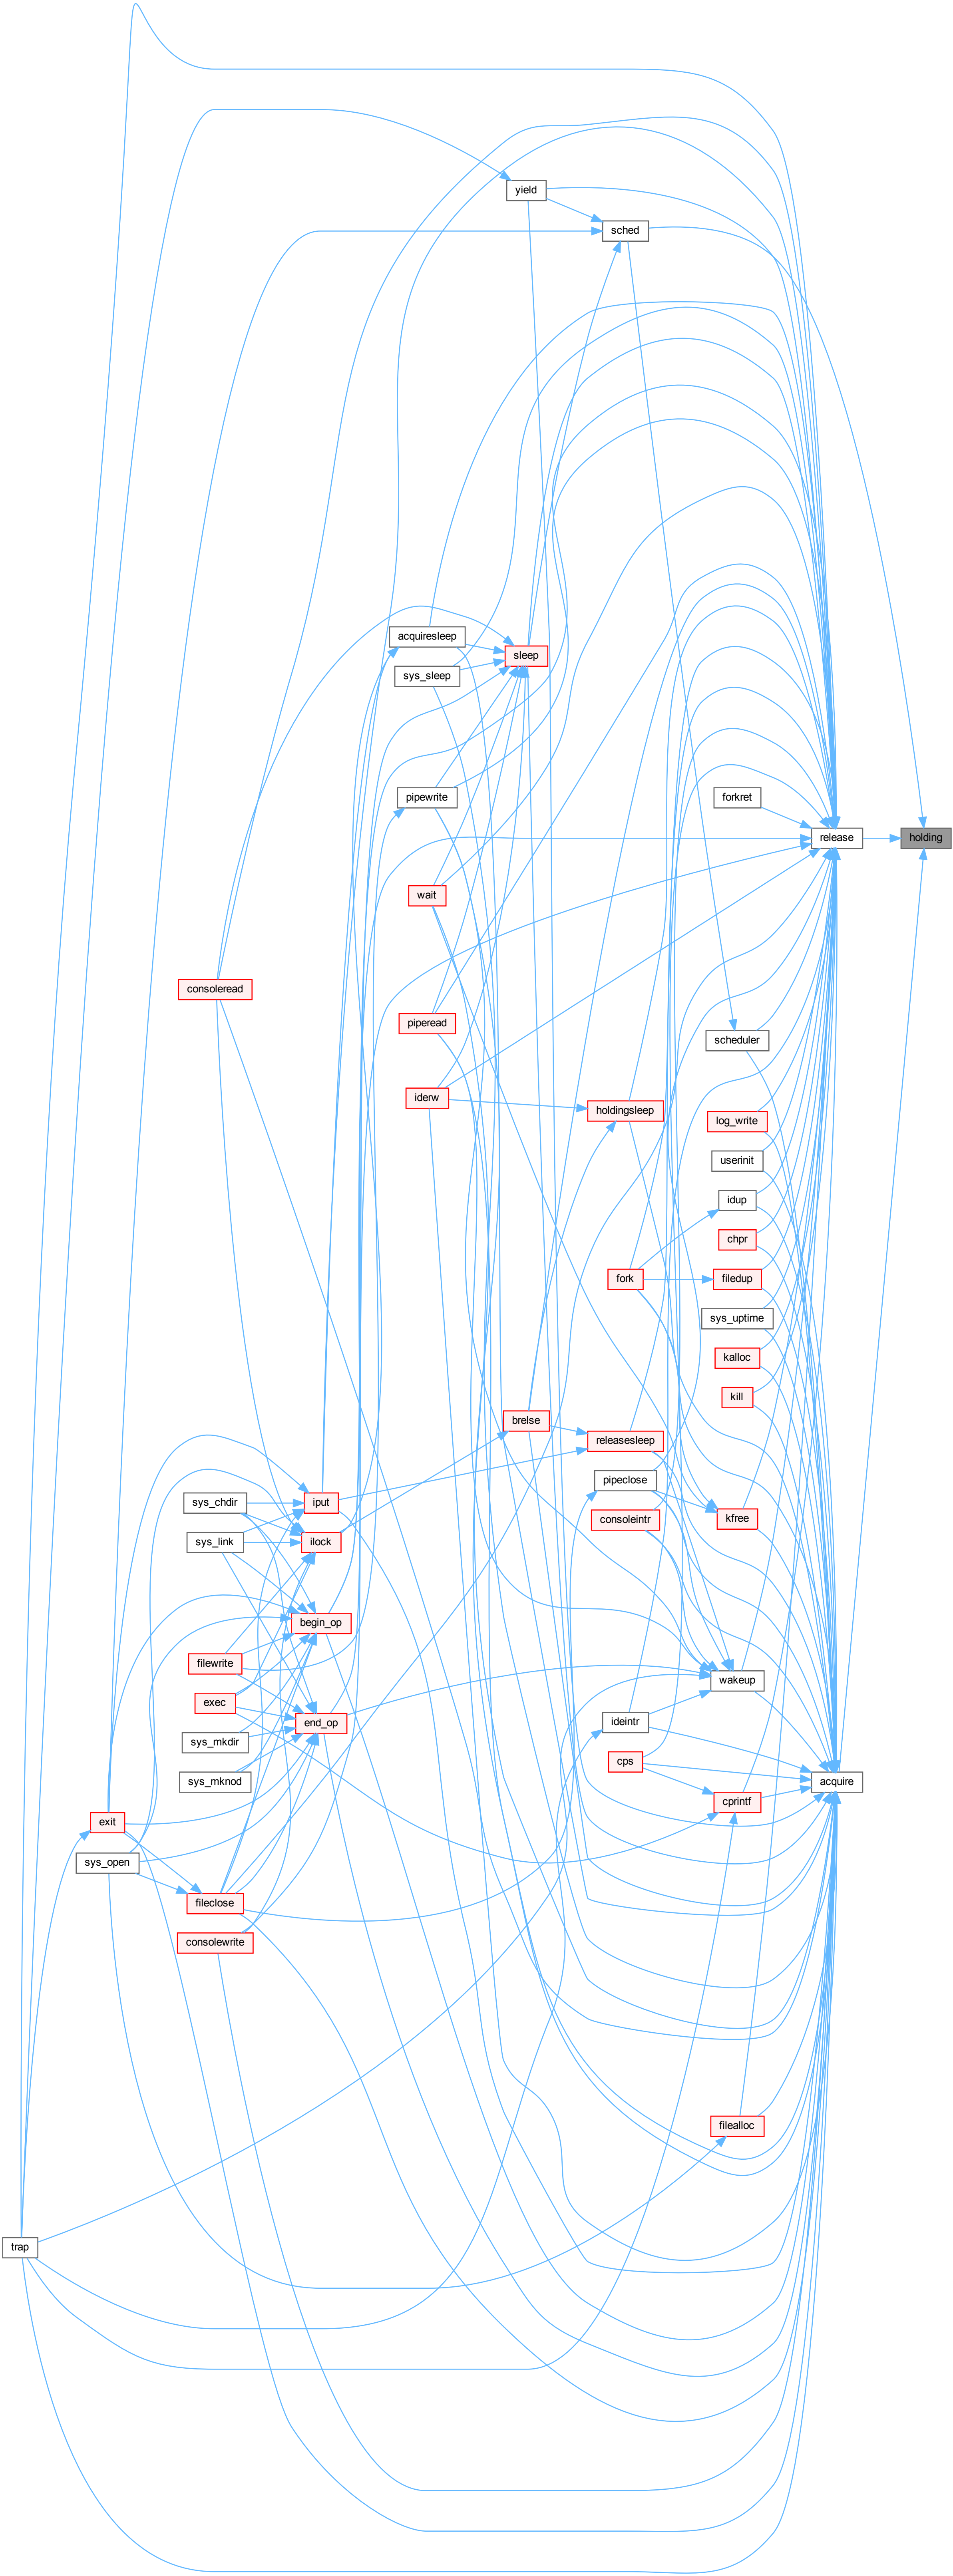 yield
sched
acquiresleep
sleep
sys_sleep
pipewrite
forkret
release
holding
wait
consoleread
piperead
scheduler
iderw
holdingsleep
log_write
userinit
idup
chpr
fork
filedup
sys_uptime
kalloc
kill
brelse
releasesleep
pipeclose
sys_chdir
iput
consoleintr
kfree
sys_link
ilock
begin_op
filewrite
wakeup
exec
ideintr
end_op
sys_mkdir
cps
sys_mknod
acquire
cprintf
exit
sys_open
fileclose
consolewrite
filealloc
trap